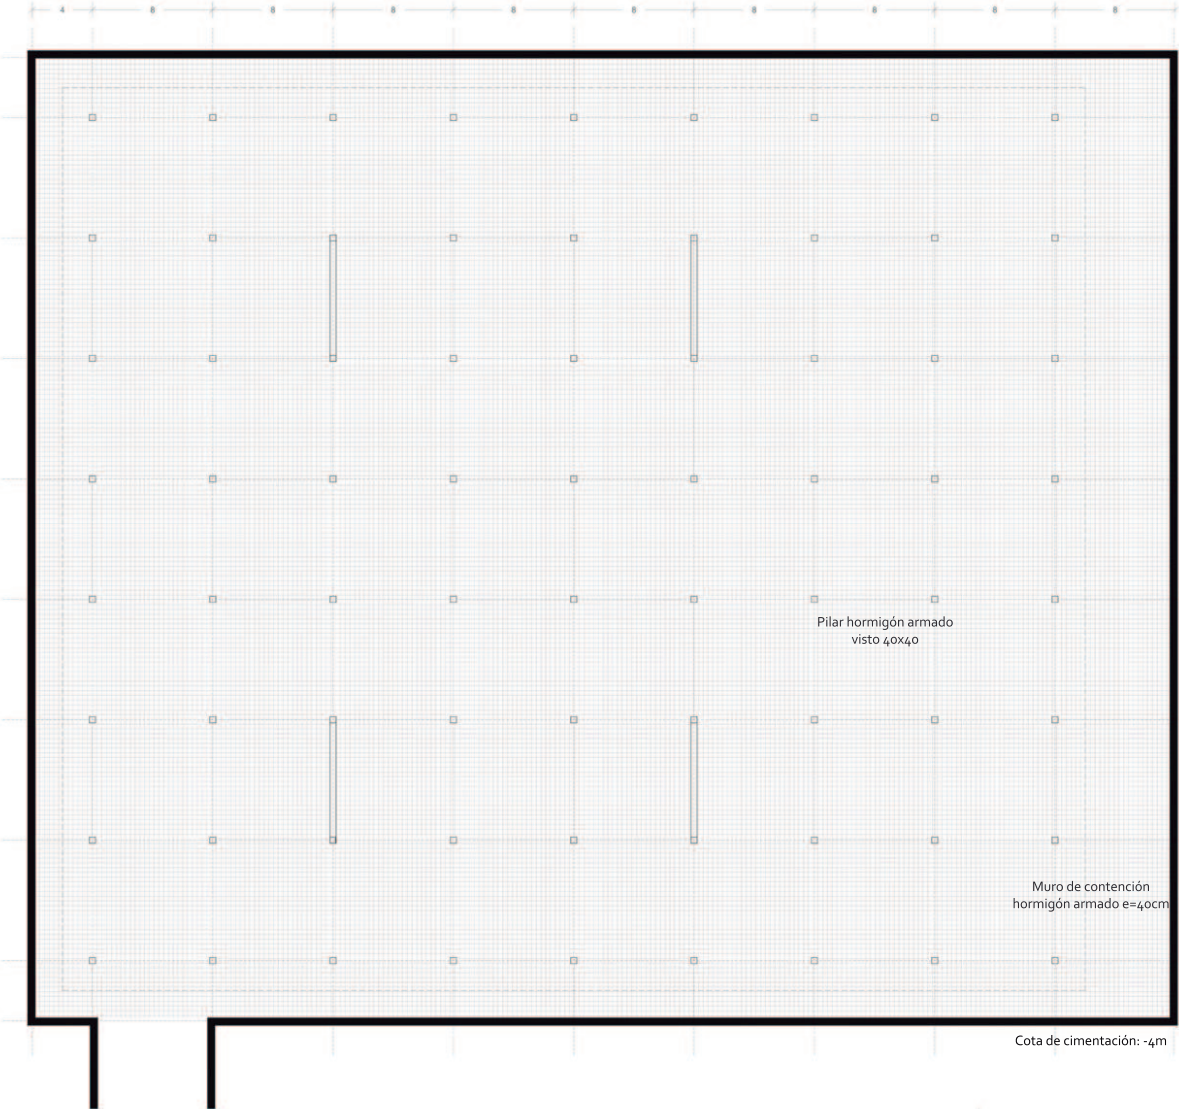 4 8 8 8 8 8 8 8 8 8
Pilar hormigón armado
visto 40x40
Muro de contención
hormigón armado e=40cm
Cota de cimentación: -4m